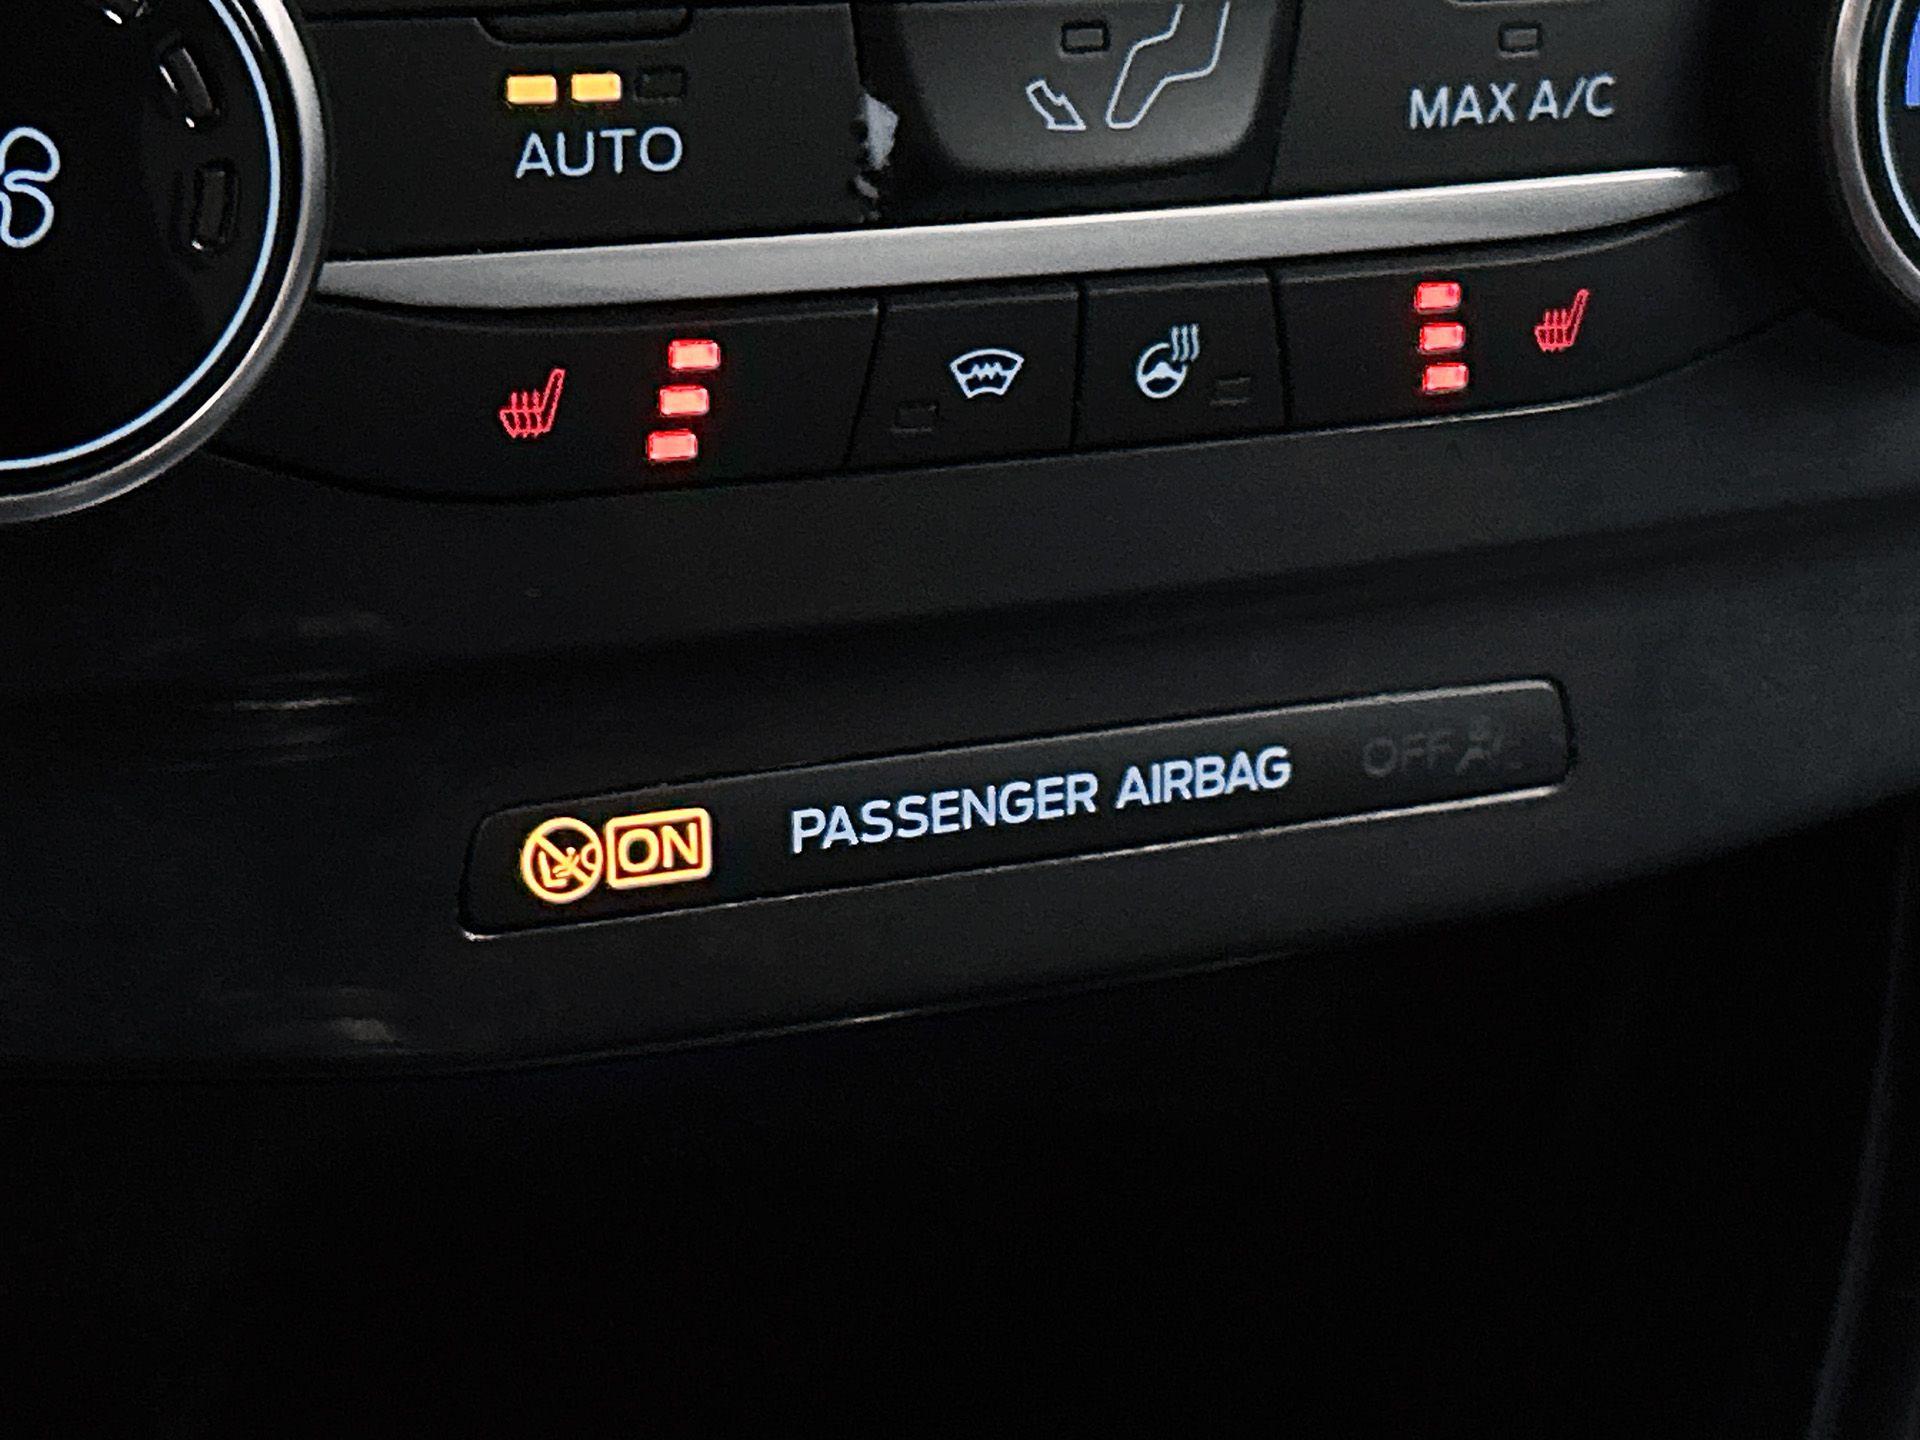 AUTO
MAX A/C
ON PASSENGER AIRBAG OFF